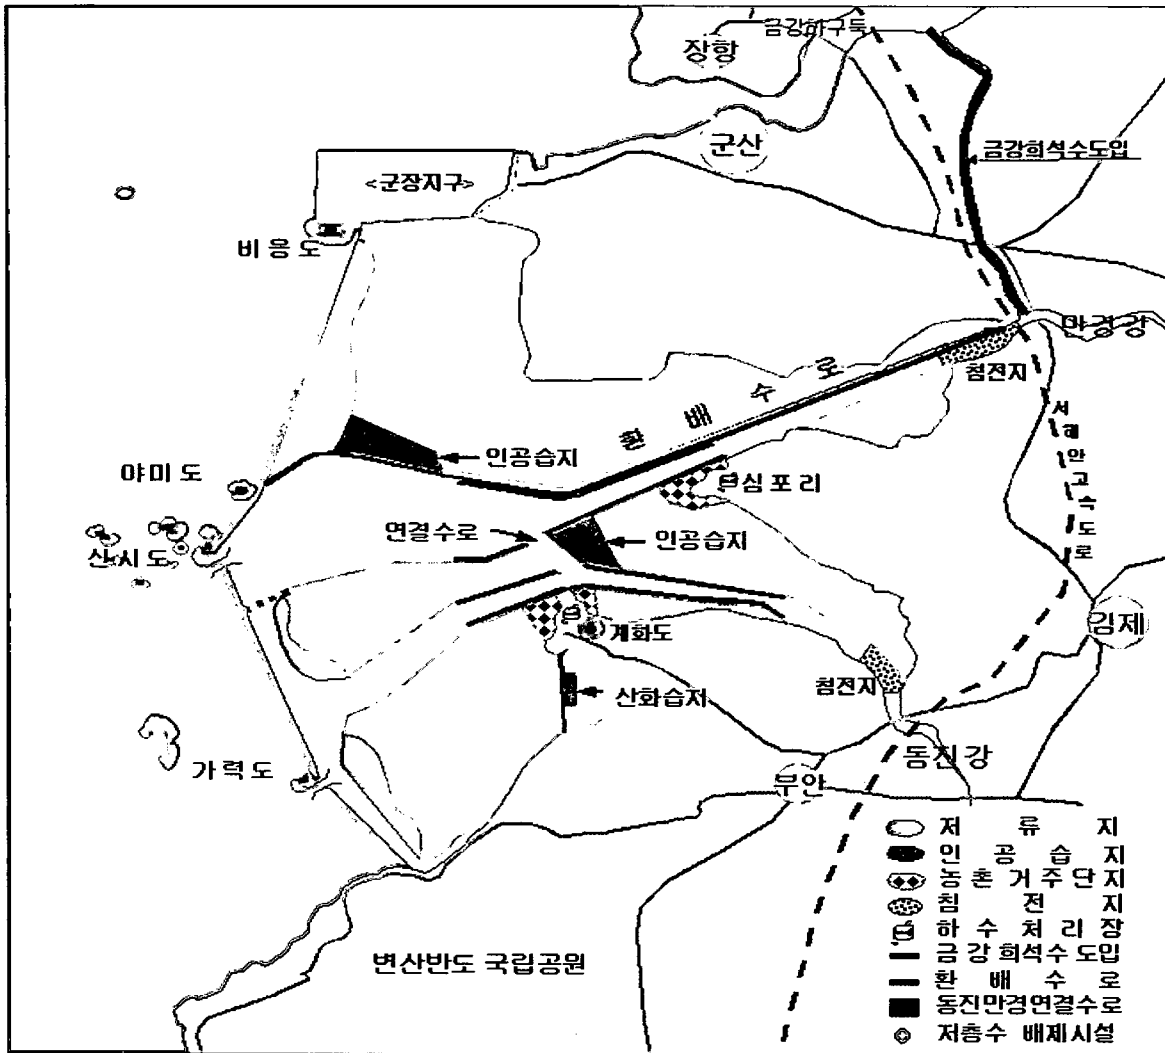 금강하구둑
장항
군산
금강희석수도입
<군장지구>
비응도
만경강
침전지
환 배 수 로
서해안고속도로
인공습지
야미도
심포리
연결수로
인공습지
산시도
김제
계화도
침전지
산화습지
가력도
동진강
부안
저 류 지
인 공 습 지
농촌 거주단지
침 전 지
하 수 처 리 장
금강 희석수 도입
환 배 수 로
동진만경연결수로
저층수 배제시설
변산반도 국립공원